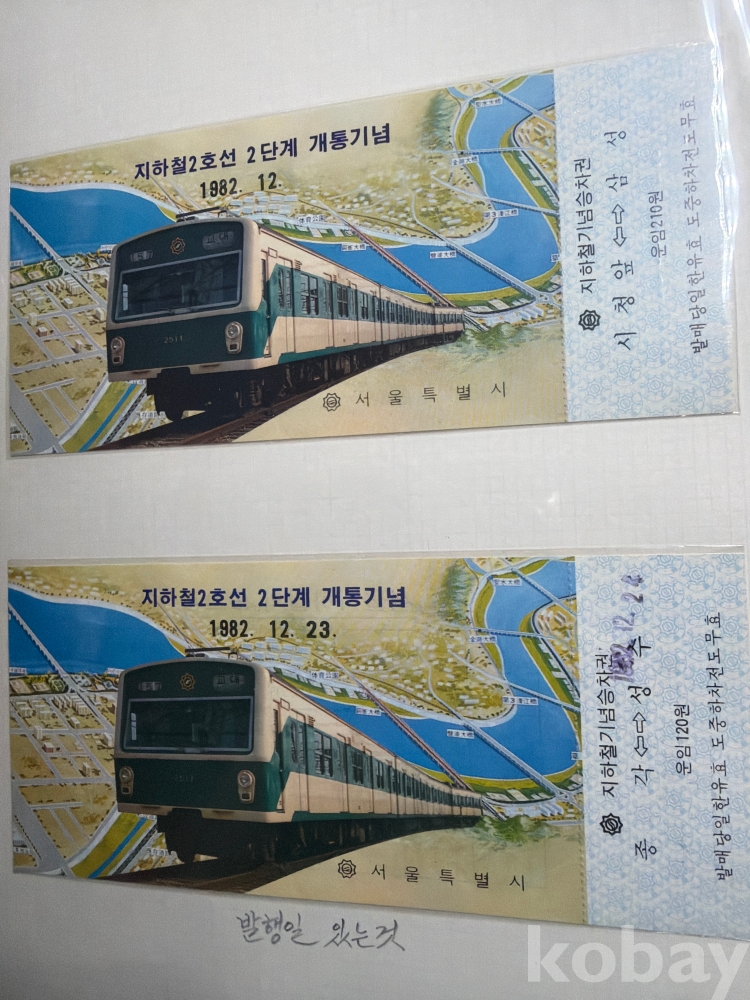 지하철2호선 2단계 개통기념
1982. 12.
2511
서울특별시
지하철기념승차권
시청앞⇔삼성
운임210원
발매당일한유효 도중하차전도무효
지하철2호선 2단계 개통기념
1982. 12. 23.
서울특별시
지하철기념승차권
종각⇔성수
운임120원
발매당일한유효 도중하차전도무효
발행일 있는것
kobay